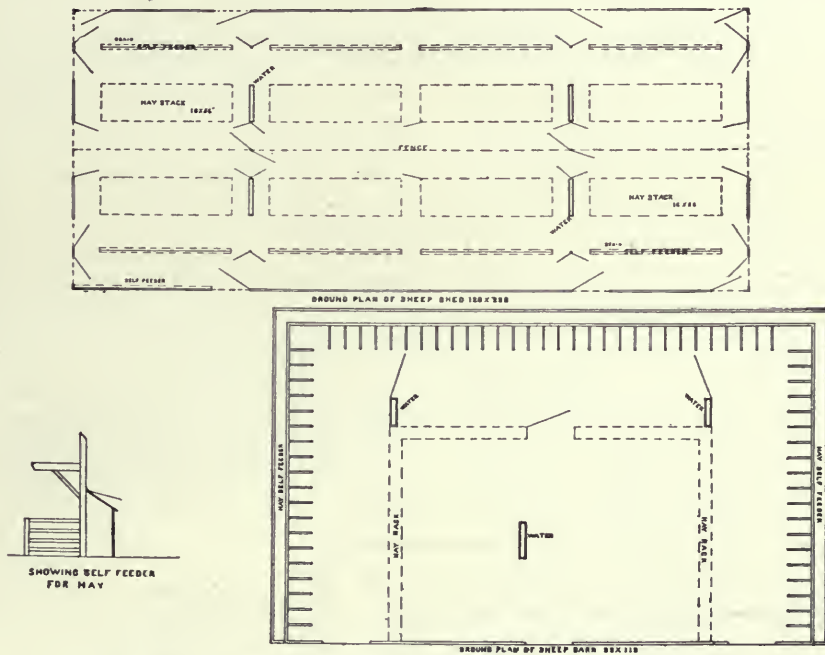 SELF FEEDER
WATER
HAY STACK
FENCE
HAY STACK
WATER
SELF FEEDER
SELF FEEDER
GROUND PLAN OF SHEEP SHED
WATER
WATER
HAY SELF FEEDER
HAY RACK
WATER
HAY RACK
HAY SELF FEEDER
SHOWING SELF FEEDER
FOR HAY
GROUND PLAN OF SHEEP BARN